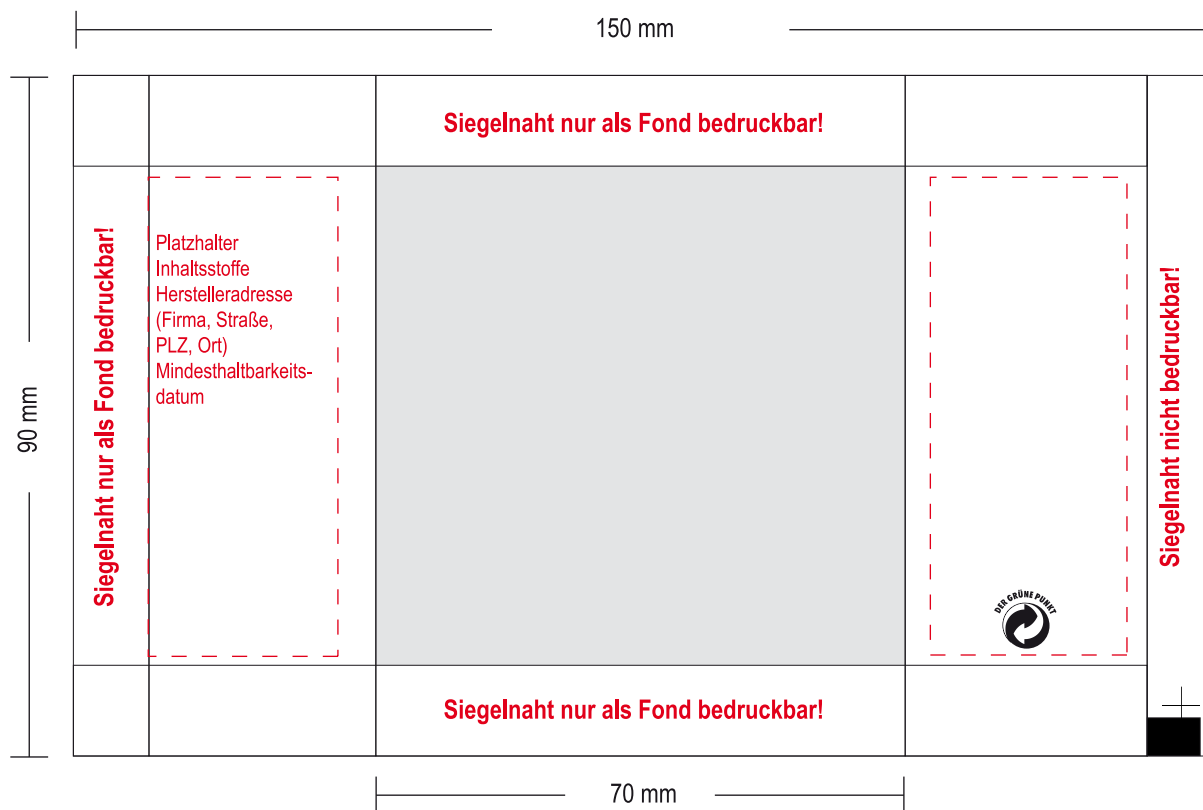 150 mm
Siegelnaht nur als Fond bedruckbar!
90 mm
Siegelnaht nur als Fond bedruckbar!
Platzhalter
Inhaltsstoffe
Herstelleradresse
(Firma, Straße,
PLZ, Ort)
Mindesthaltbarkeits-
datum
DER GRÜNE PUNKT
Siegelnaht nicht bedruckbar!
Siegelnaht nur als Fond bedruckbar!
70 mm